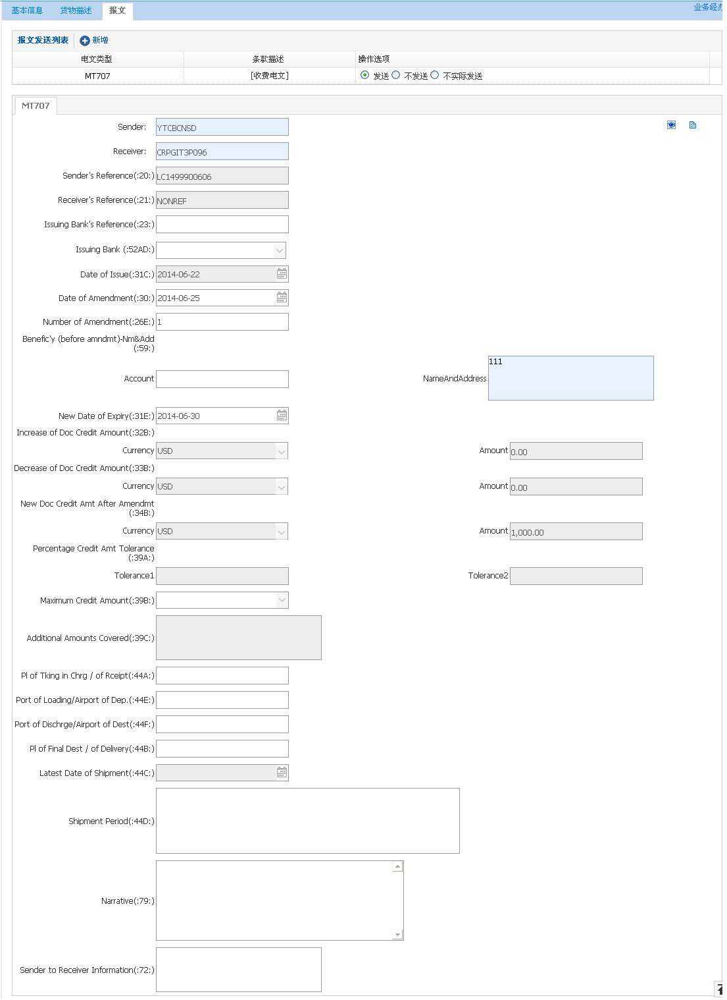 基本信息 货物描述 报文 业务经办
报文发送列表 新增
电文类型 条款描述 操作选项
MT707 [收费电文] 发送 不发送 不实际发送
MT707
Sender: YTCBCNSD
Receiver: CRPGIT3P096
Sender's Reference(:20:) LC1499900606
Receiver's Reference(:21:) NONREF
Issuing Bank's Reference(:23:)
Issuing Bank (:52AD:)
Date of Issue(:31C:) 2014-06-22
Date of Amendment(:30:) 2014-06-25
Number of Amendment(:26E:) 1
Benefic'y (before amndmt)-Nm&Add
(:59:)
Account NameAndAddress 111
New Date of Expiry(:31E:) 2014-06-30
Increase of Doc Credit Amount(:32B:)
Currency USD Amount 0.00
Decrease of Doc Credit Amount(:33B:)
Currency USD Amount 0.00
New Doc Credit Amt After Amendmt
(:34B:)
Currency USD Amount 1,000.00
Percentage Credit Amt Tolerance
(:39A:)
Tolerance1 Tolerance2
Maximum Credit Amount(:39B:)
Additional Amounts Covered(:39C:)
Pl of Tking in Chrg / of Rceipt(:44A:)
Port of Loading/Airport of Dep.(:44E:)
Port of Dischrge/Airport of Dest(:44F:)
Pl of Final Dest / of Delivery(:44B:)
Latest Date of Shipment(:44C:)
Shipment Period(:44D:)
Narrative(:79:)
Sender to Receiver Information(:72:)